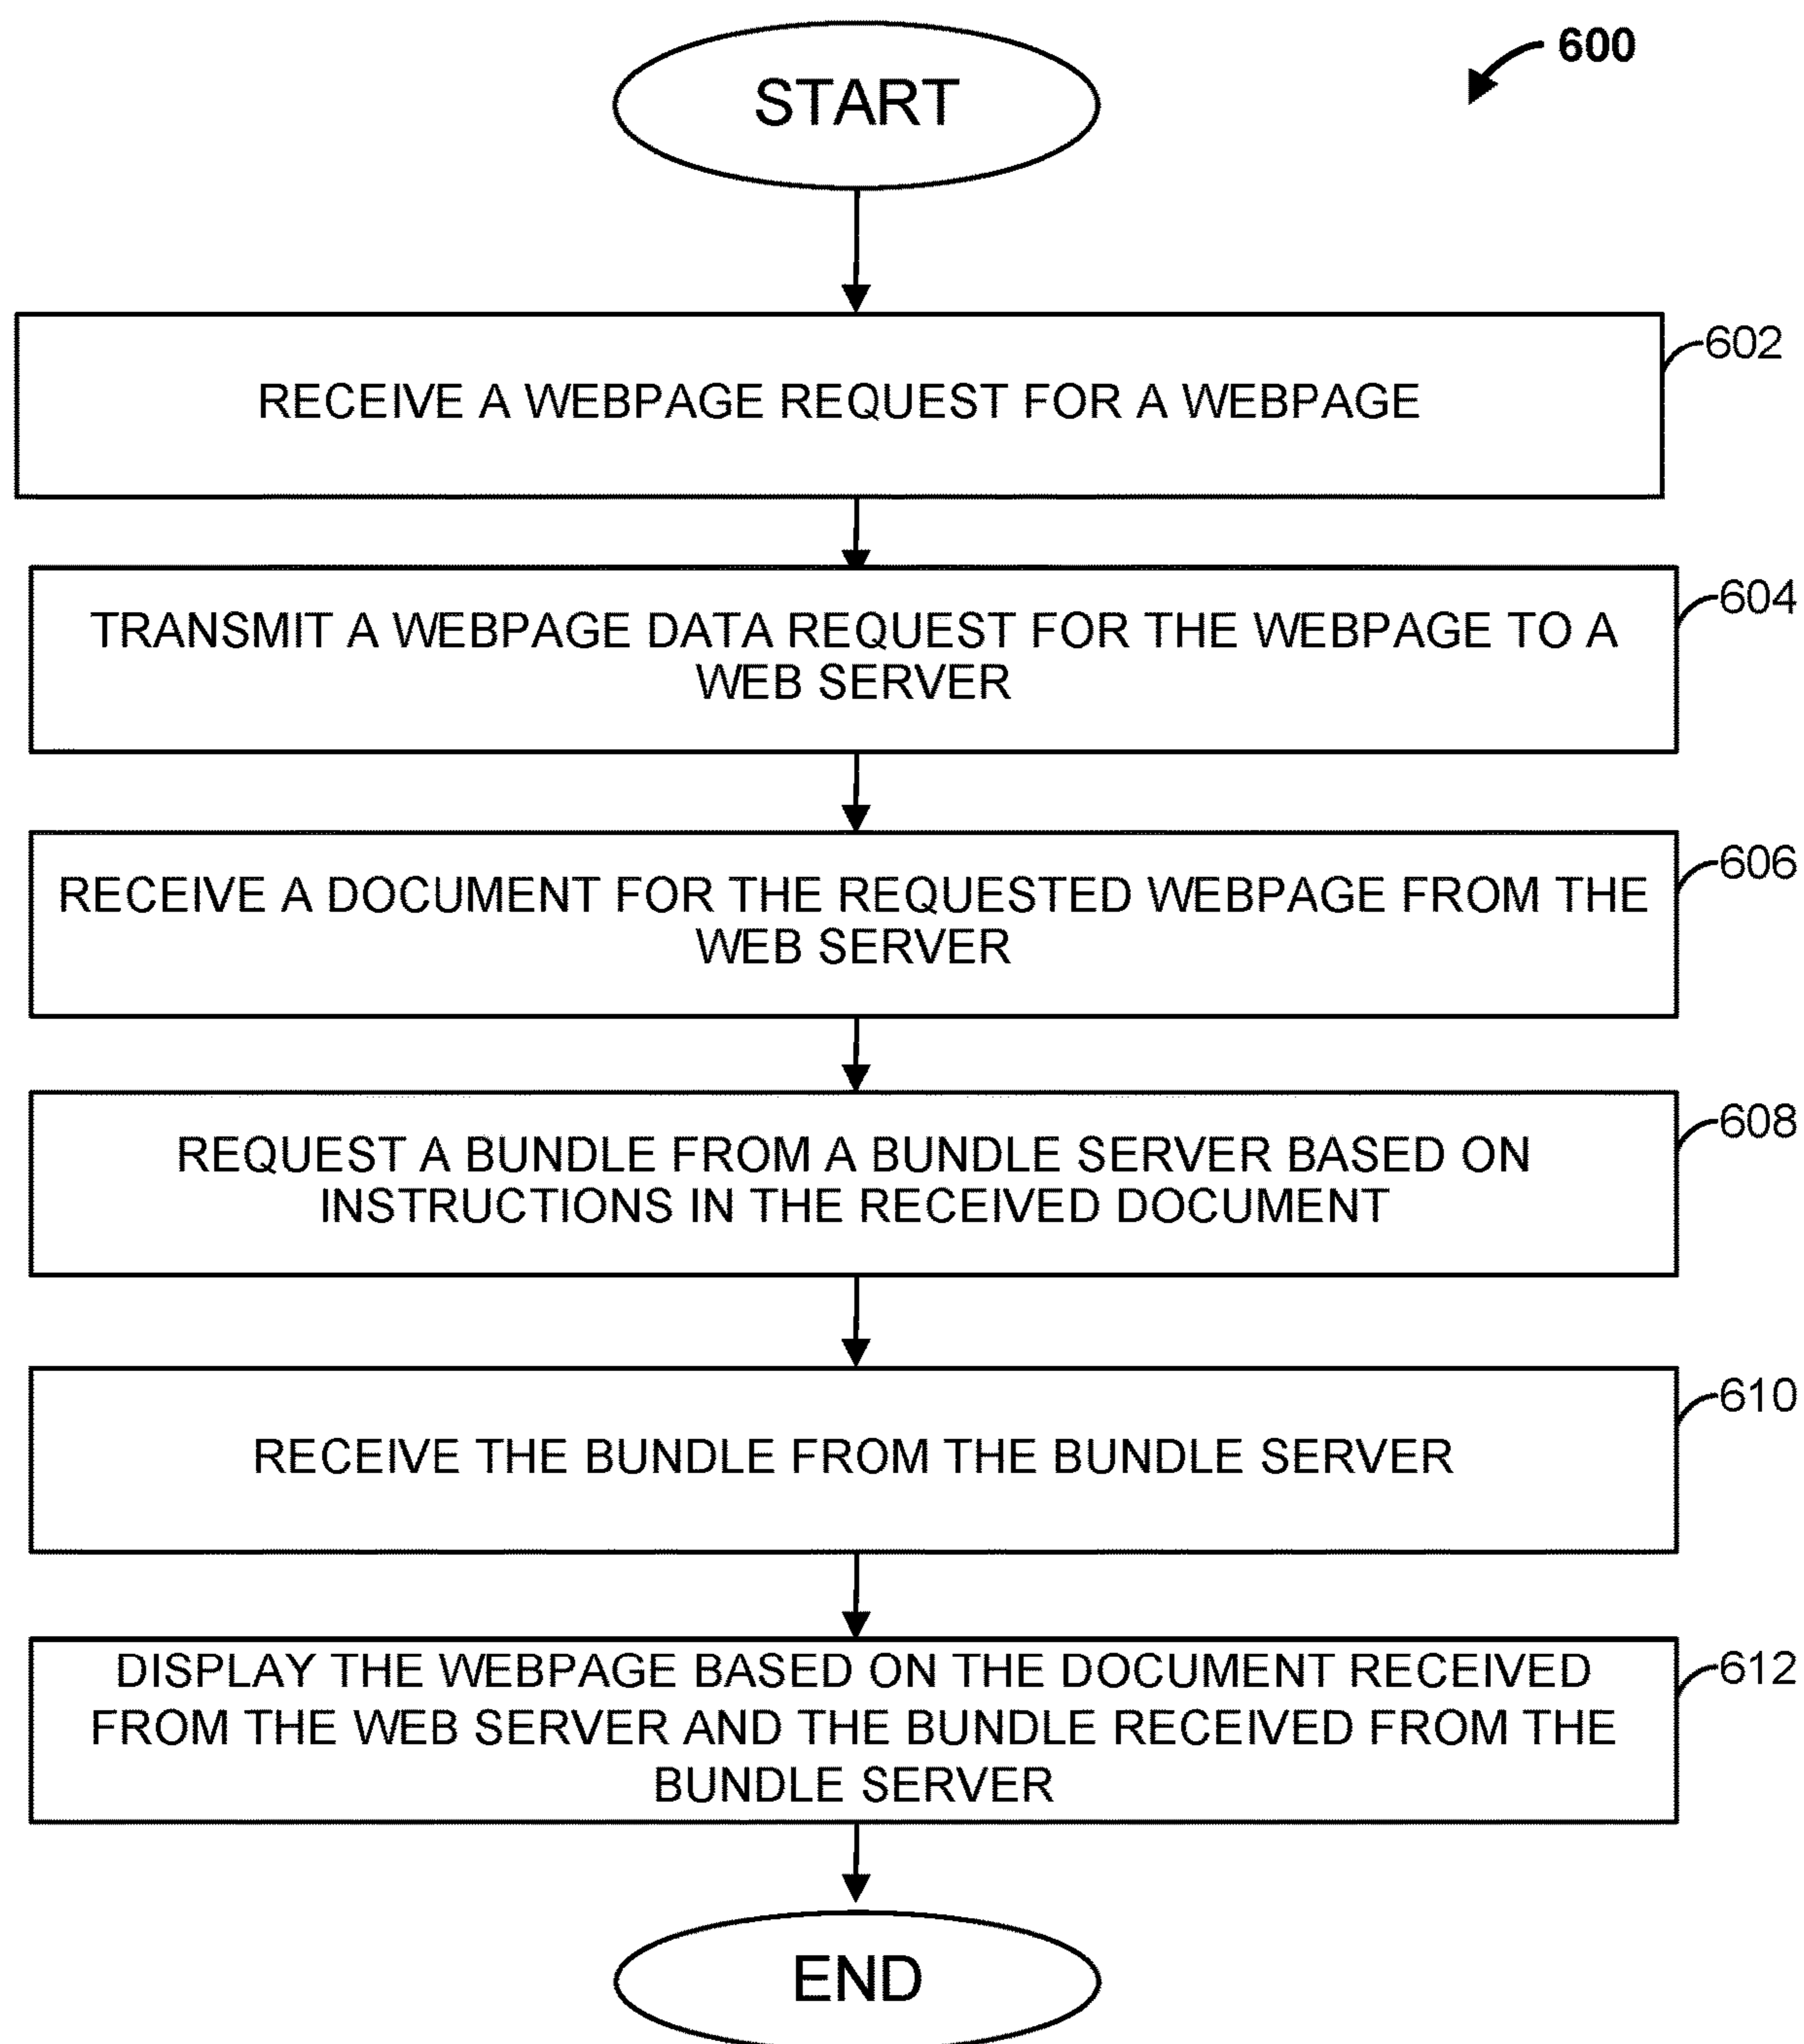 START
600
RECEIVE A WEBPAGE REQUEST FOR A WEBPAGE
602
TRANSMIT A WEBPAGE DATA REQUEST FOR THE WEBPAGE TO A
WEB SERVER
604
RECEIVE A DOCUMENT FOR THE REQUESTED WEBPAGE FROM THE
WEB SERVER
606
REQUEST A BUNDLE FROM A BUNDLE SERVER BASED ON
INSTRUCTIONS IN THE RECEIVED DOCUMENT
608
RECEIVE THE BUNDLE FROM THE BUNDLE SERVER
610
DISPLAY THE WEBPAGE BASED ON THE DOCUMENT RECEIVED
FROM THE WEB SERVER AND THE BUNDLE RECEIVED FROM THE
BUNDLE SERVER
612
END